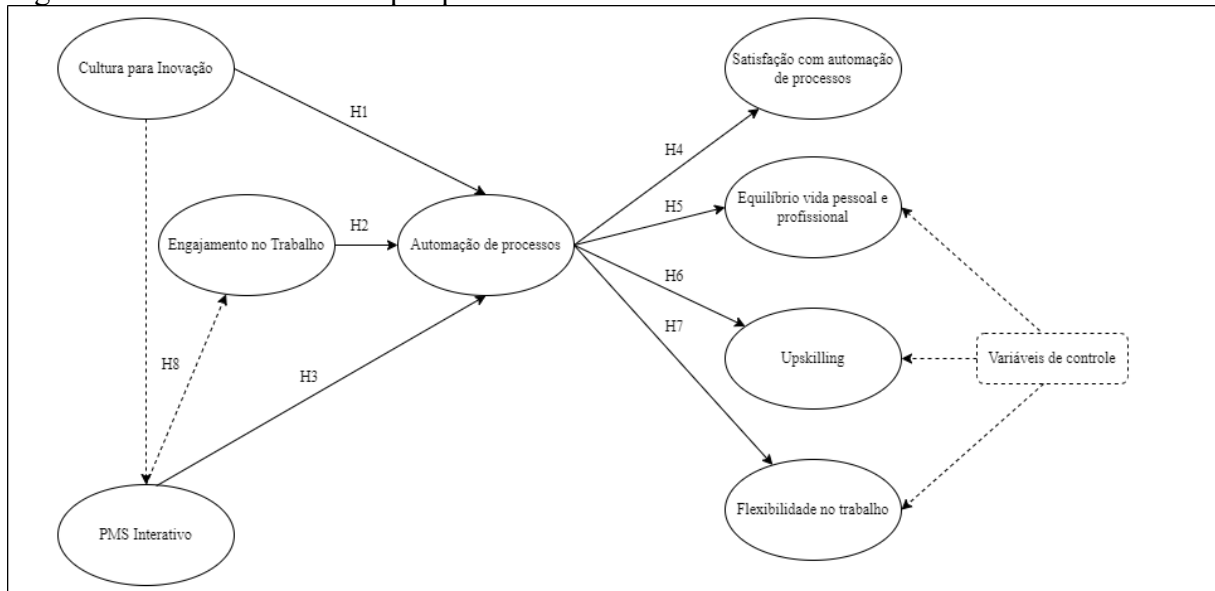 Cultura para Inovação
Satisfação com automação
de processos
H1
H4
Equilíbrio vida pessoal e
profissional
H5
H2
Engajamento no Trabalho
Automação de processos
H6
H7
Upskilling
Variáveis de controle
H8
H3
Flexibilidade no trabalho
PMS Interativo